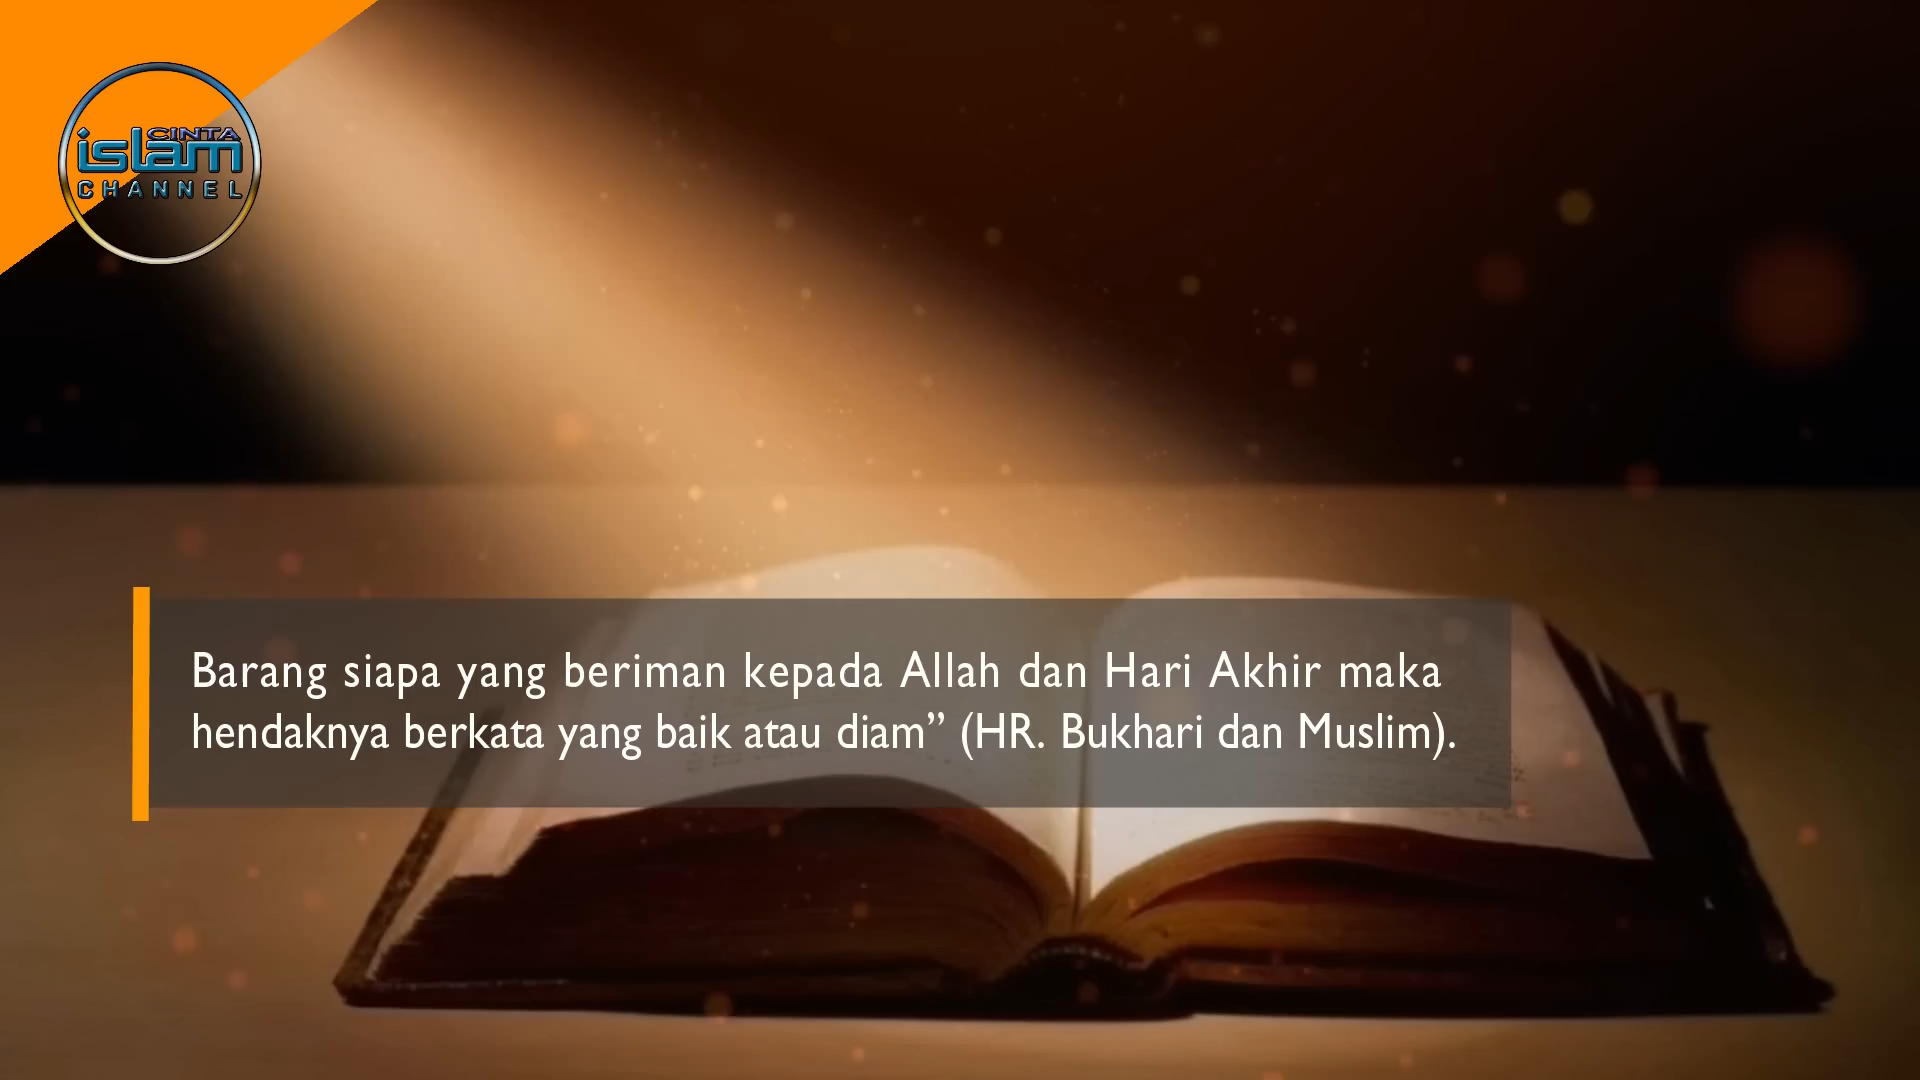 CINTA
islam
CHANNEL
Barang siapa yang beriman kepada Allah dan Hari Akhir maka
hendaknya berkata yang baik atau diam” (HR. Bukhari dan Muslim).